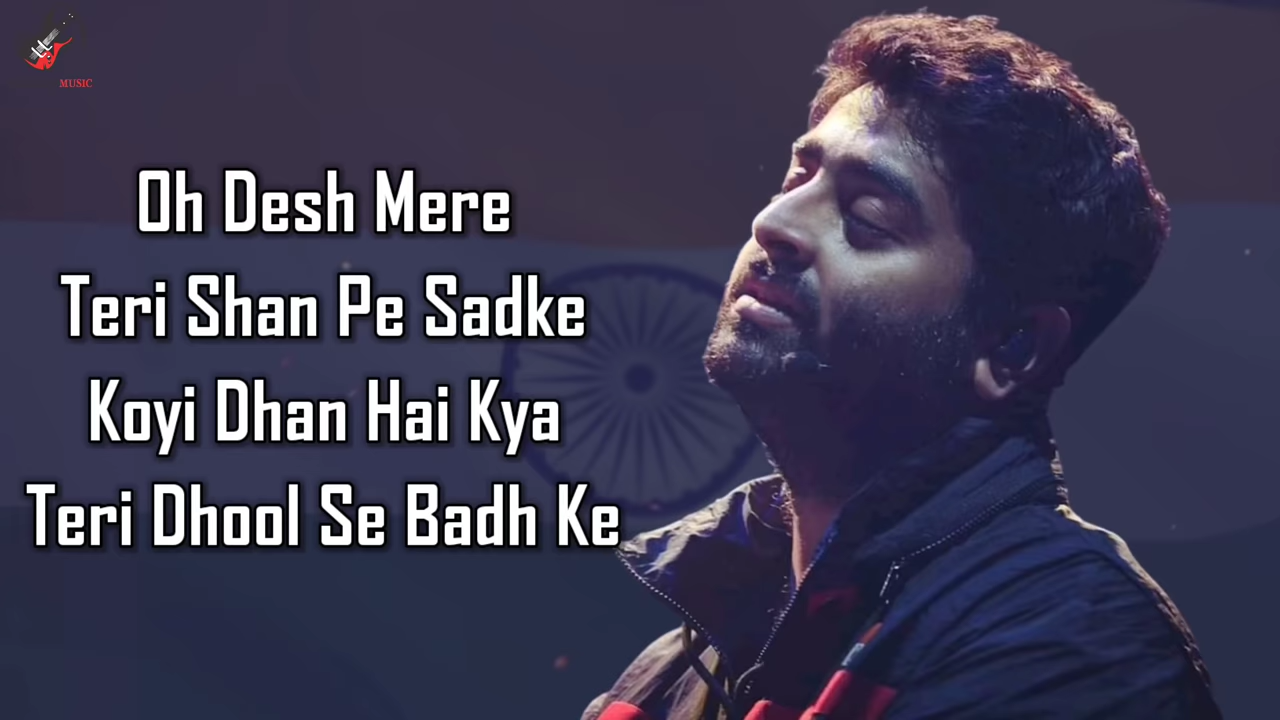 MUSIC
Oh Desh Mere
Teri Shan Pe Sadke
Koyi Dhan Hai Kya
Teri Dhool Se Badh Ke